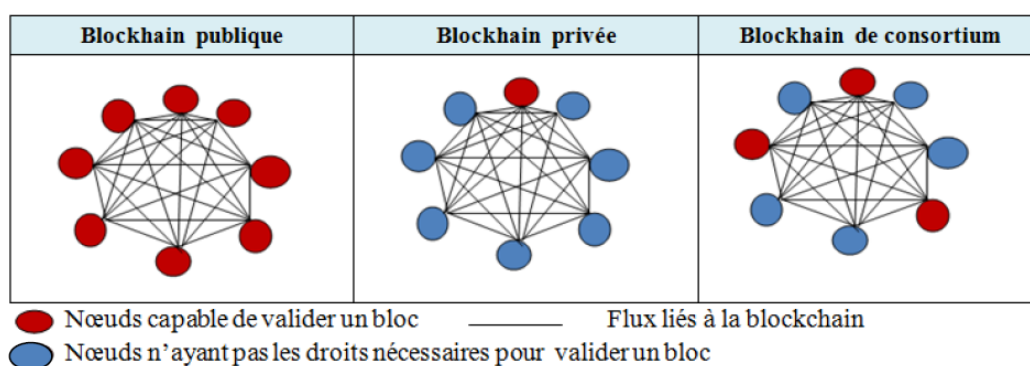 Blockhain publique
Blockhain privée
Blockhain de consortium
Nœuds capable de valider un bloc
Flux liés à la blockchain
Nœuds n'ayant pas les droits nécessaires pour valider un bloc